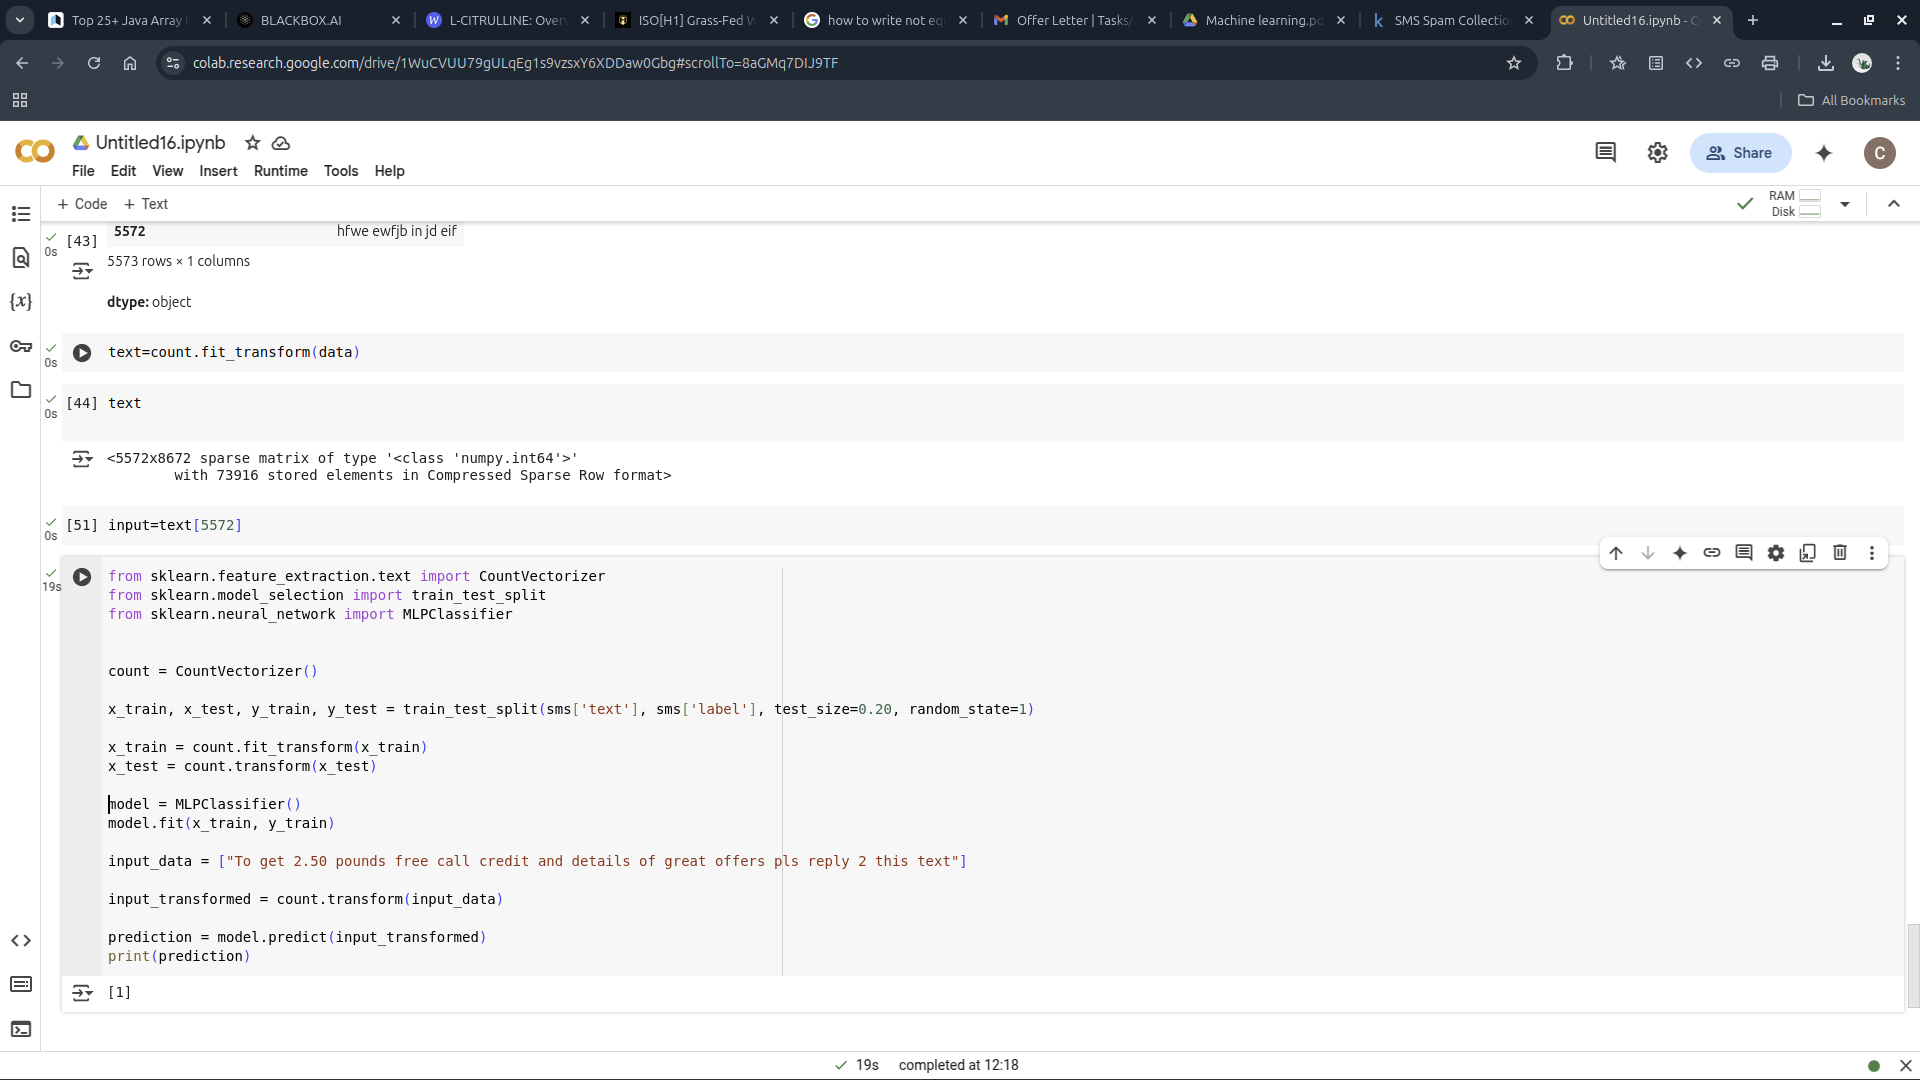 Top 25+ Java Array I
BLACKBOX.AI
L-CITRULLINE: Overv
ISO[H1] Grass-Fed W
how to write not eq
Offer Letter | Tasks/
Machine learning.pd
SMS Spam Collectio
Untitled16.ipynb - C
colab.research.google.com/drive/1WuCVUU79gULqEg1s9vzsxY6XDDaw0Gbg#scrollTo=8aGMq7DIJ9TF
All Bookmarks
CO Untitled16.ipynb
Share
C
File Edit View Insert Runtime Tools Help
+ Code + Text
RAM
Disk
5572 hfwe ewfjb in jd eif
[43]
0s
5573 rows × 1 columns
dtype: object
text=count.fit_transform(data)
0s
[44] text
0s
<5572x8672 sparse matrix of type '<class 'numpy.int64'>'
with 73916 stored elements in Compressed Sparse Row format>
[51] input=text[5572]
0s
from sklearn.feature_extraction.text import CountVectorizer
19s
from sklearn.model_selection import train_test_split
from sklearn.neural_network import MLPClassifier
count = CountVectorizer()
x_train, x_test, y_train, y_test = train_test_split(sms['text'], sms['label'], test_size=0.20, random_state=1)
x_train = count.fit_transform(x_train)
x_test = count.transform(x_test)
model = MLPClassifier()
model.fit(x_train, y_train)
input_data = ["To get 2.50 pounds free call credit and details of great offers pls reply 2 this text"]
input_transformed = count.transform(input_data)
prediction = model.predict(input_transformed)
print(prediction)
[1]
19s completed at 12:18